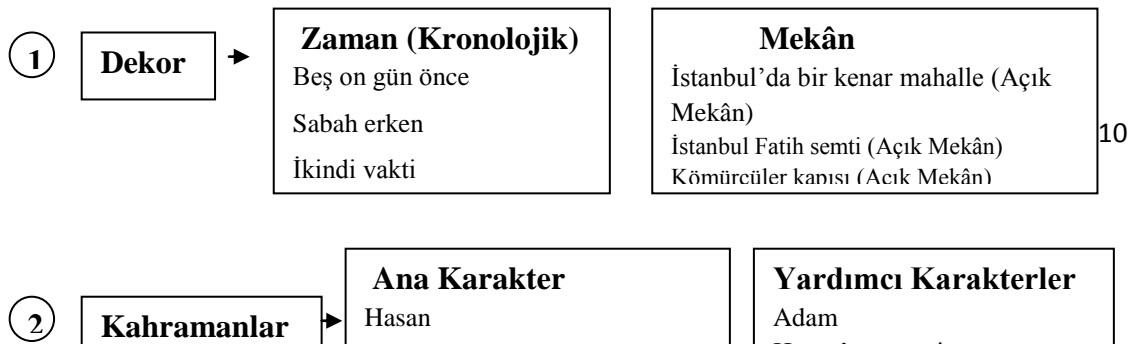 1
Dekor
Zaman (Kronolojik)
Beş on gün önce
Sabah erken
İkindi vakti
Mekân
İstanbul’da bir kenar mahalle (Açık
Mekân)
İstanbul Fatih semti (Açık Mekân)
Kömürcüler kapısı (Açık Mekân)
10
2
Kahramanlar
Ana Karakter
Hasan
Yardımcı Karakterler
Adam